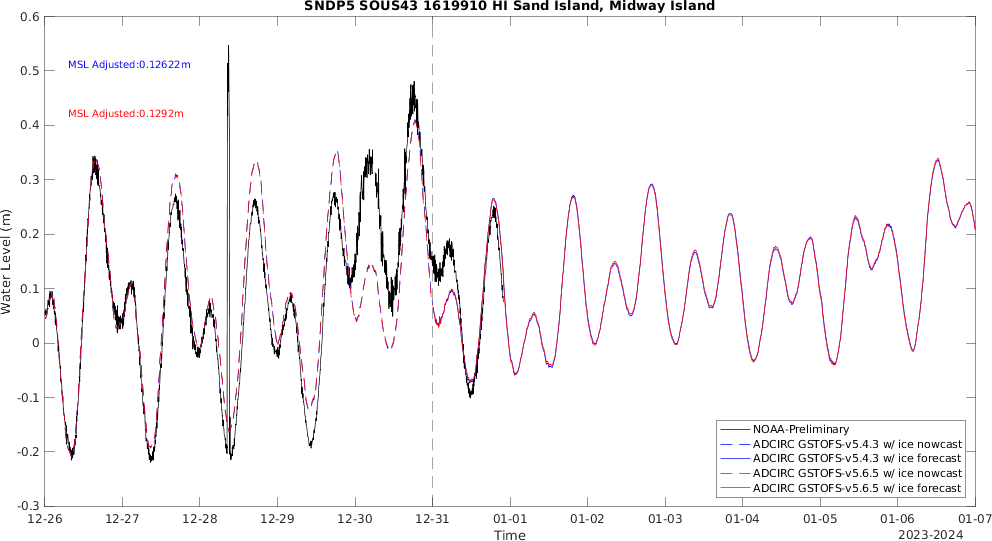 SNDP5 SOUS43 1619910 HI Sand Island, Midway Island
0.6
0.5
0.4
0.3
0.2
0.1
0
-0.1
-0.2
-0.3
Water Level (m)
MSL Adjusted:0.12622m
MSL Adjusted:0.1292m
NOAA-Preliminary
ADCIRC GSTOFS-v5.4.3 w/ ice nowcast
ADCIRC GSTOFS-v5.4.3 w/ ice forecast
ADCIRC GSTOFS-v5.6.5 w/ ice nowcast
ADCIRC GSTOFS-v5.6.5 w/ ice forecast
12-26 12-27 12-28 12-29 12-30 12-31 01-01 01-02 01-03 01-04 01-05 01-06 01-07
Time
2023-2024